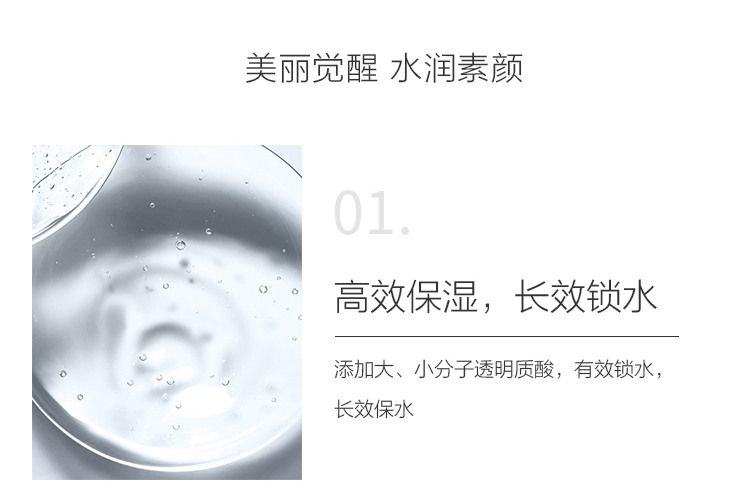 美丽觉醒 水润素颜
01.
高效保湿，长效锁水
添加大、小分子透明质酸，有效锁水，
长效保水